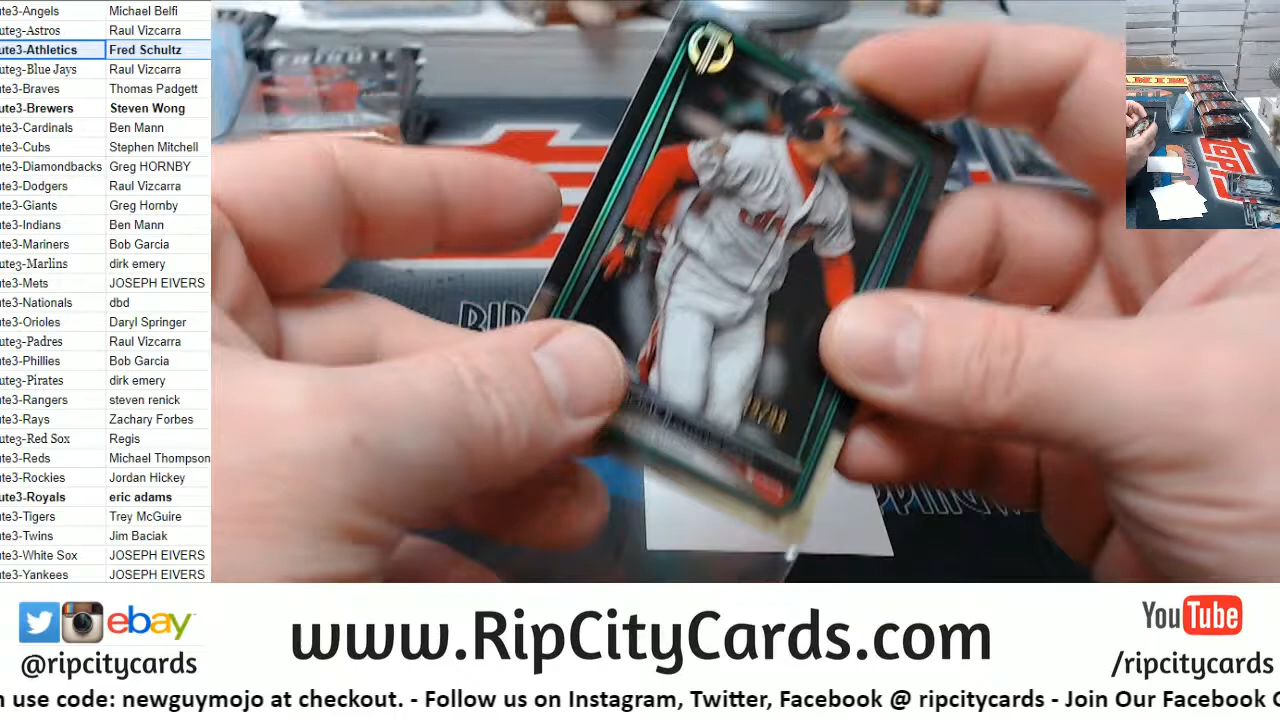 ute3-Angels Michael Belfi
ute3-Astros Raul Vizcarra
ute3-Athletics Fred Schultz
ute3-Blue Jays Raul Vizcarra
ute3-Braves Thomas Padgett
ute3-Brewers Steven Wong
ute3-Cardinals Ben Mann
ute3-Cubs Stephen Mitchell
ute3-Diamondbacks Greg HORNBY
ute3-Dodgers Raul Vizcarra
ute3-Giants Greg Hornby
ute3-Indians Ben Mann
ute3-Mariners Bob Garcia
ute3-Marlins dirk emery
ute3-Mets JOSEPH EIVERS
ute3-Nationals dbd
ute3-Orioles Daryl Springer
ute3-Padres Raul Vizcarra
ute3-Phillies Bob Garcia
ute3-Pirates dirk emery
ute3-Rangers steven renick
ute3-Rays Zachary Forbes
ute3-Red Sox Regis
ute3-Reds Michael Thompson
ute3-Rockies Jordan Hickey
ute3-Royals eric adams
ute3-Tigers Trey McGuire
ute3-Twins Jim Baciak
ute3-White Sox JOSEPH EIVERS
ute3-Yankees JOSEPH EIVERS
RIP
ebay
@ripcitycards
www.RipCityCards.com
YouTube
/ripcitycards
n use code: newguymojo at checkout. - Follow us on Instagram, Twitter, Facebook @ ripcitycards - Join Our Facebook